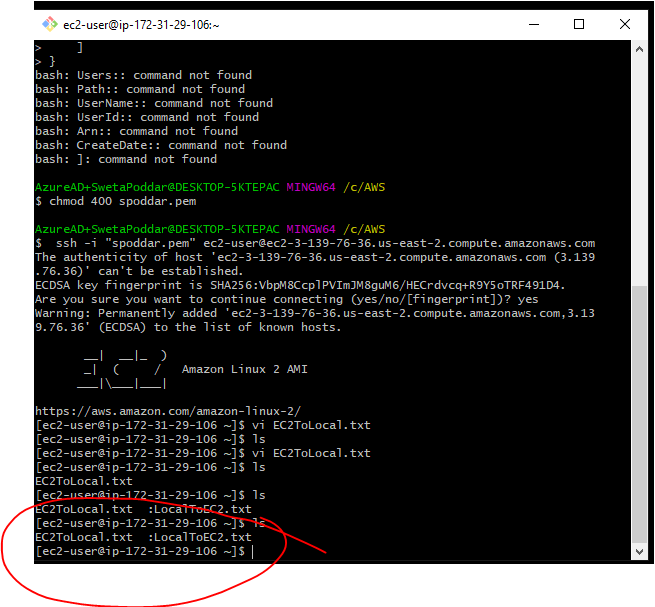 ec2-user@ip-172-31-29-106:~
>     ]
> }
bash: Users:: command not found
bash: Path:: command not found
bash: UserName:: command not found
bash: UserId:: command not found
bash: Arn:: command not found
bash: CreateDate:: command not found
bash: ]: command not found
AzureAD+SwetaPoddar@DESKTOP-5KTEPAC MINGW64 /c/AWS
$ chmod 400 spoddar.pem
AzureAD+SwetaPoddar@DESKTOP-5KTEPAC MINGW64 /c/AWS
$  ssh -i "spoddar.pem" ec2-user@ec2-3-139-76-36.us-east-2.compute.amazonaws.com
The authenticity of host 'ec2-3-139-76-36.us-east-2.compute.amazonaws.com (3.139
.76.36)' can't be established.
ECDSA key fingerprint is SHA256:VbpM8CcplPVImJM8guM6/HECrdvcq+R9Y5oTRF491D4.
Are you sure you want to continue connecting (yes/no/[fingerprint])? yes
Warning: Permanently added 'ec2-3-139-76-36.us-east-2.compute.amazonaws.com,3.13
9.76.36' (ECDSA) to the list of known hosts.
       __|  __|_  )
       _|  (     /   Amazon Linux 2 AMI
      ___|\___|___|
https://aws.amazon.com/amazon-linux-2/
[ec2-user@ip-172-31-29-106 ~]$ vi EC2ToLocal.txt
[ec2-user@ip-172-31-29-106 ~]$ ls
[ec2-user@ip-172-31-29-106 ~]$ vi EC2ToLocal.txt
[ec2-user@ip-172-31-29-106 ~]$ ls
EC2ToLocal.txt
[ec2-user@ip-172-31-29-106 ~]$ ls
EC2ToLocal.txt  :LocalToEC2.txt
[ec2-user@ip-172-31-29-106 ~]$ ls
EC2ToLocal.txt  :LocalToEC2.txt
[ec2-user@ip-172-31-29-106 ~]$